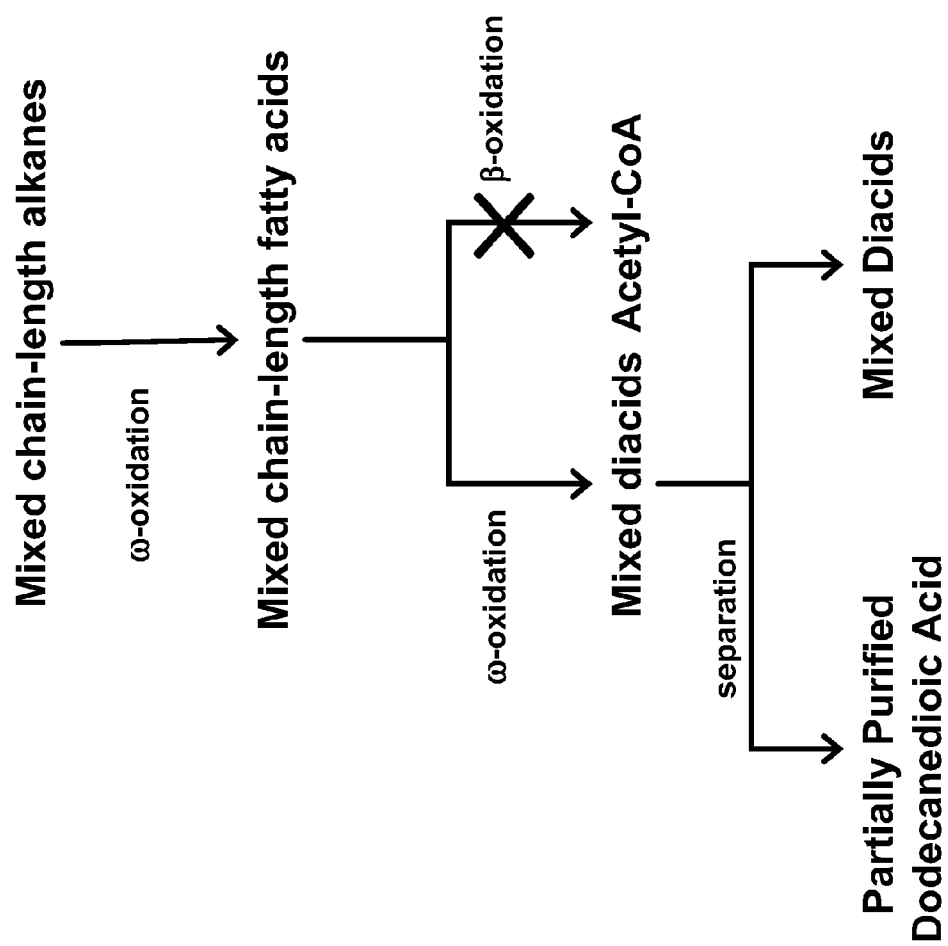 Mixed chain-length alkanes
ω-oxidation
Mixed chain-length fatty acids
ω-oxidation
β-oxidation
Mixed diacids
Acetyl-CoA
separation
Partially Purified
Dodecanedioic Acid
Mixed Diacids